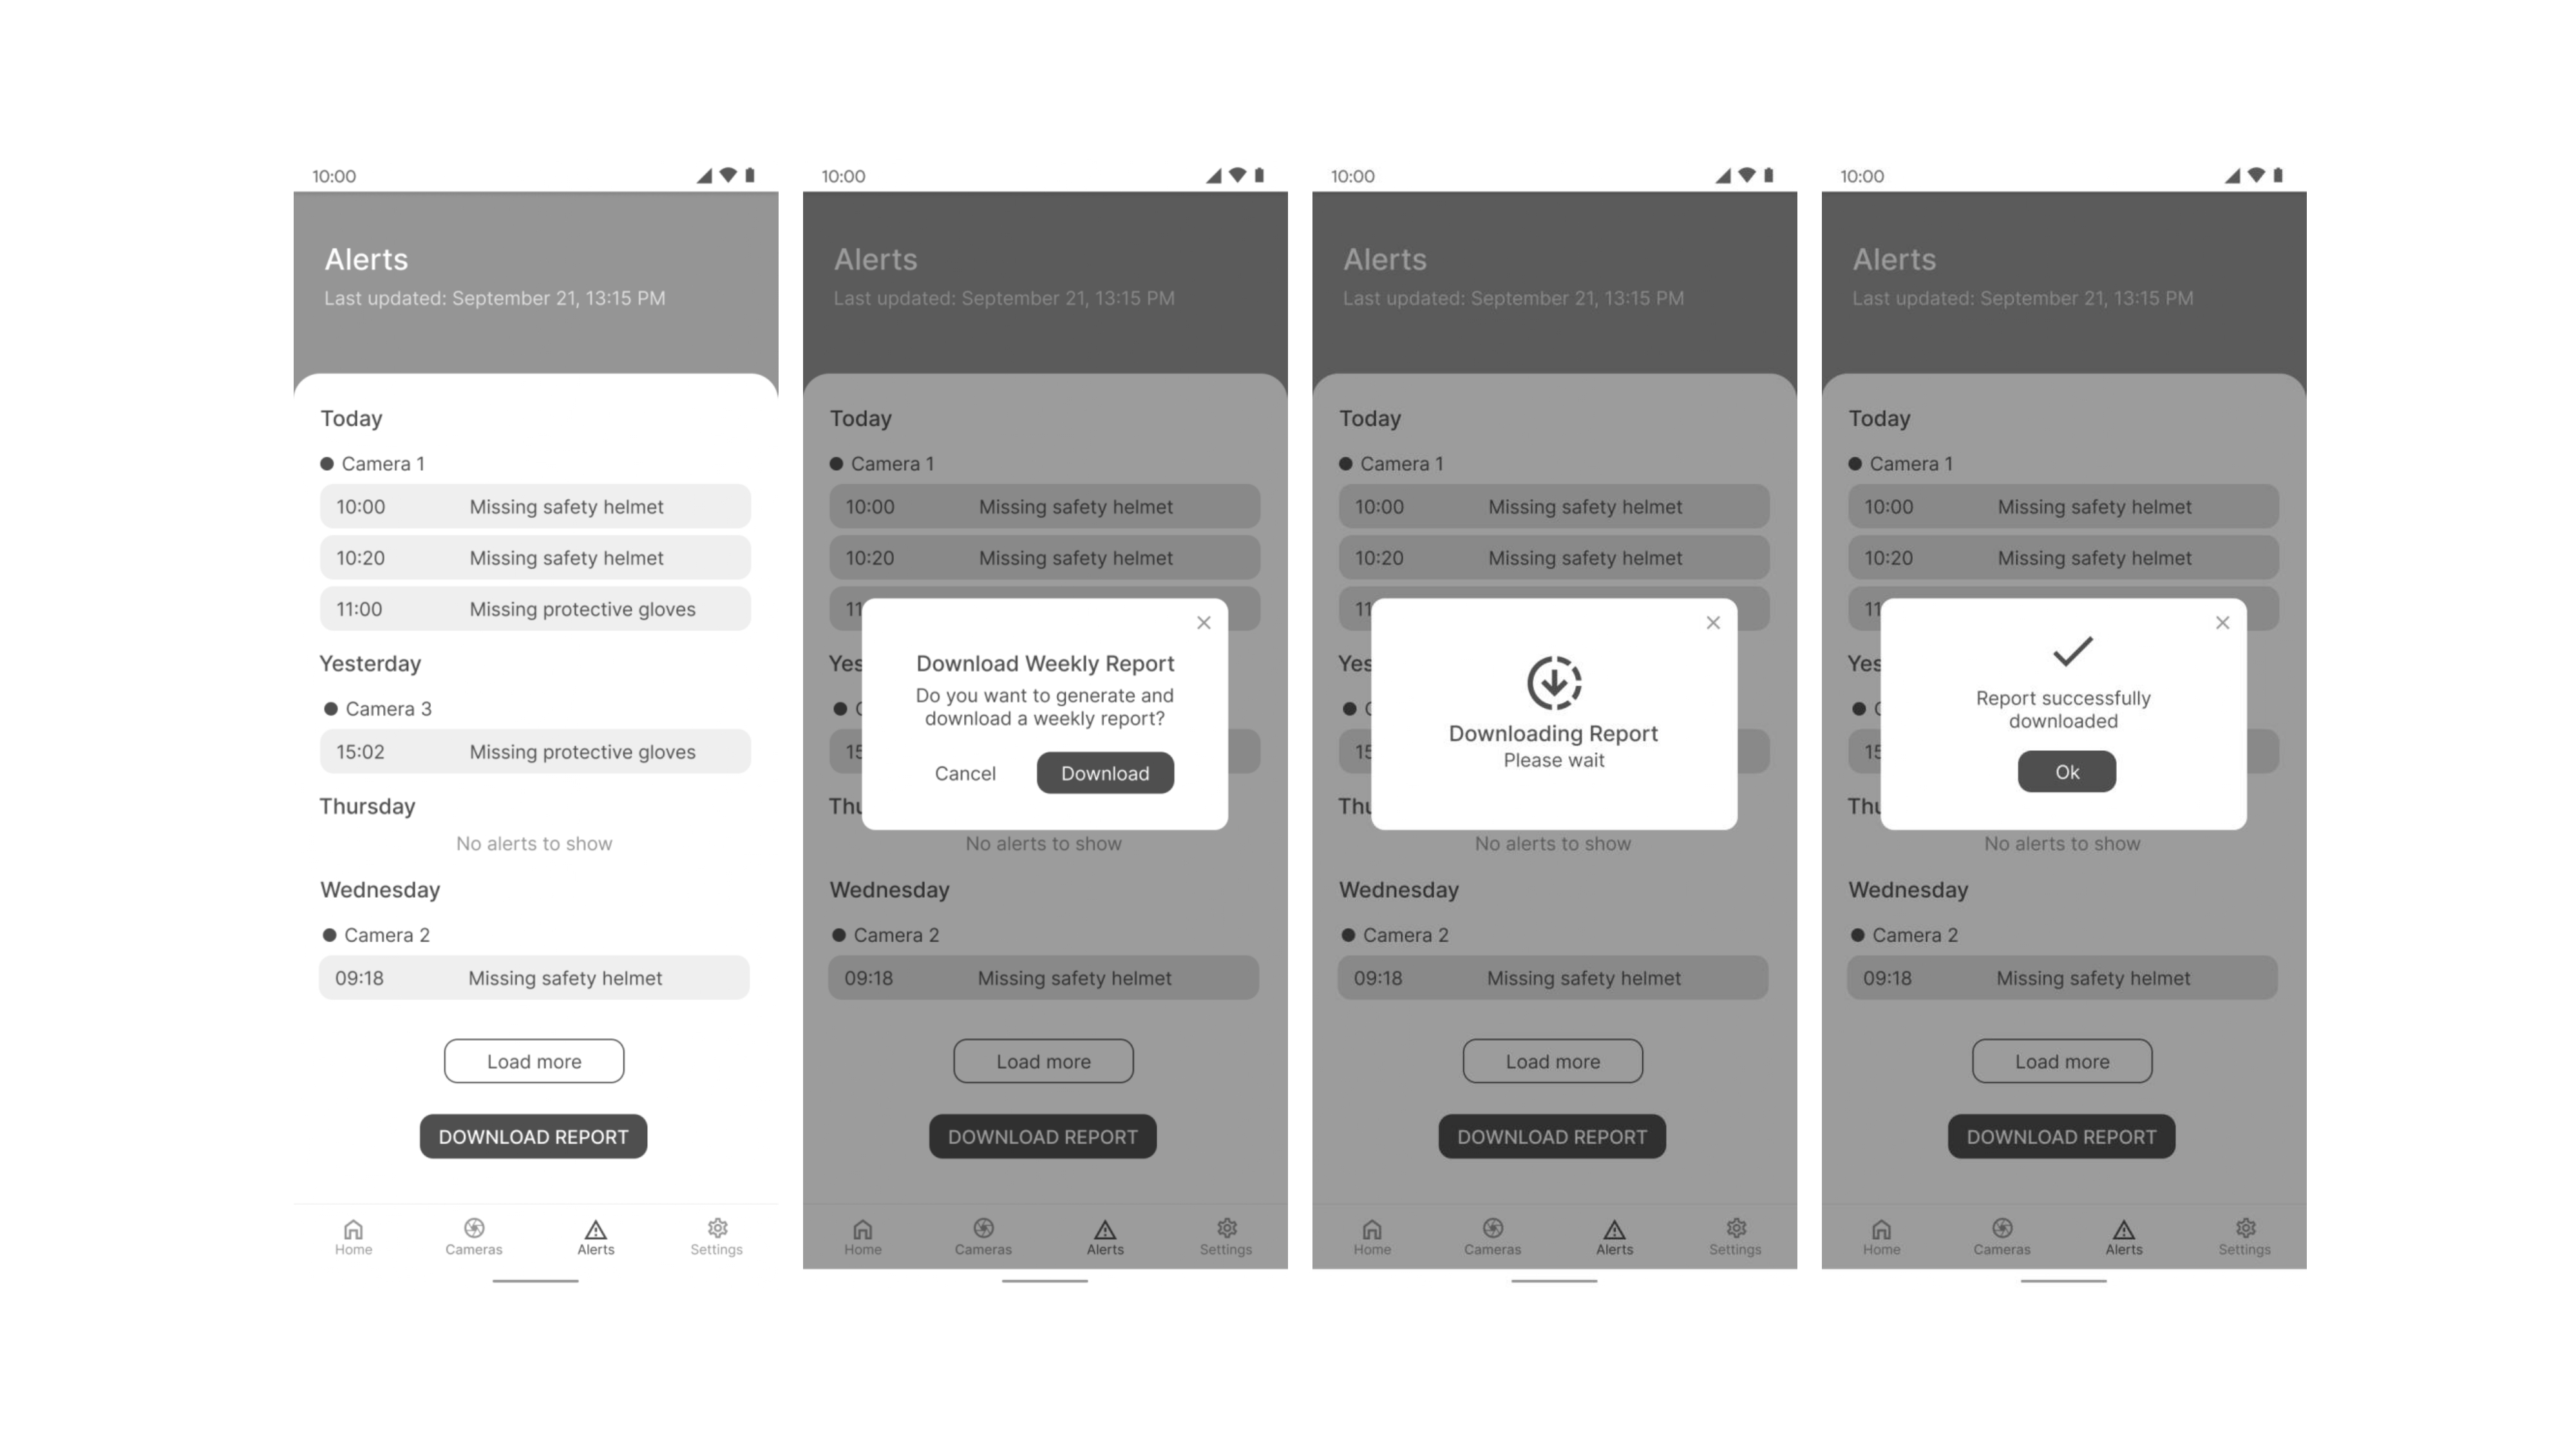 10:00
Alerts
Last updated: September 21, 13:15 PM
Today
Camera 1
10:00 Missing safety helmet
10:20 Missing safety helmet
11:00 Missing protective gloves
Yesterday
Camera 3
15:02 Missing protective gloves
Thursday
No alerts to show
Wednesday
Camera 2
09:18 Missing safety helmet
Load more
DOWNLOAD REPORT
Home Cameras Alerts Settings
10:00
Alerts
Last updated: September 21, 13:15 PM
Today
Camera 1
10:00 Missing safety helmet
10:20 Missing safety helmet
11
Yes
Download Weekly Report
Do you want to generate and
download a weekly report?
15
Cancel Download
Thu
No alerts to show
Wednesday
Camera 2
09:18 Missing safety helmet
Load more
DOWNLOAD REPORT
Home Cameras Alerts Settings
10:00
Alerts
Last updated: September 21, 13:15 PM
Today
Camera 1
10:00 Missing safety helmet
10:20 Missing safety helmet
11
Yes
Downloading Report
15
Please wait
Thu
No alerts to show
Wednesday
Camera 2
09:18 Missing safety helmet
Load more
DOWNLOAD REPORT
Home Cameras Alerts Settings
10:00
Alerts
Last updated: September 21, 13:15 PM
Today
Camera 1
10:00 Missing safety helmet
10:20 Missing safety helmet
11
Yes
Report successfully
downloaded
15
Ok
Thu
No alerts to show
Wednesday
Camera 2
09:18 Missing safety helmet
Load more
DOWNLOAD REPORT
Home Cameras Alerts Settings